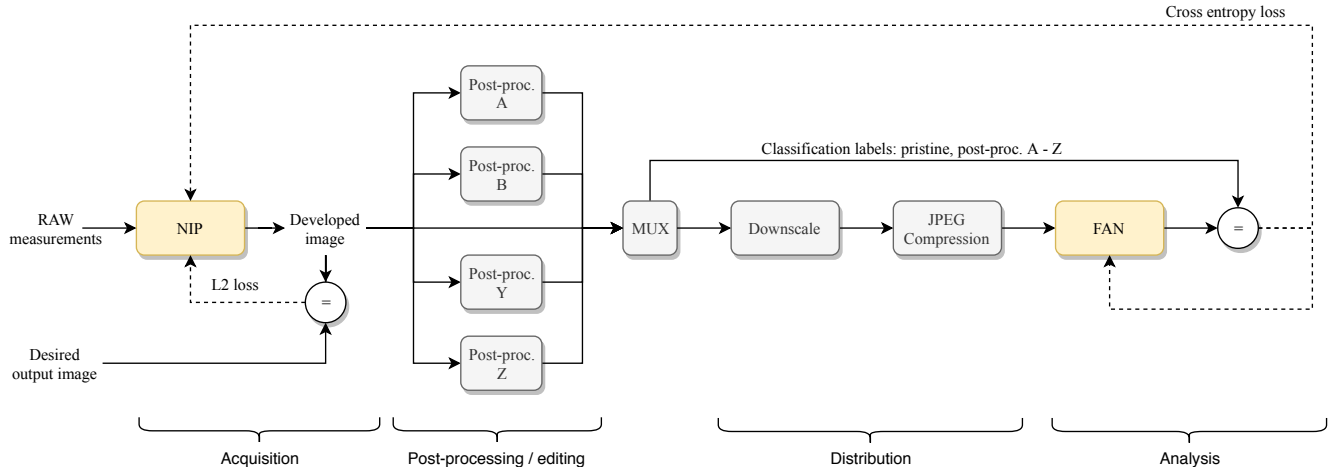 Cross entropy loss
Post-proc.
A
Classification labels: pristine, post-proc. A - Z
Post-proc.
B
RAW
measurements
NIP
Developed
image
MUX
Downscale
JPEG
Compression
FAN
=
L2 loss
=
Post-proc.
Y
Desired
output image
Post-proc.
Z
Acquisition
Post-processing / editing
Distribution
Analysis